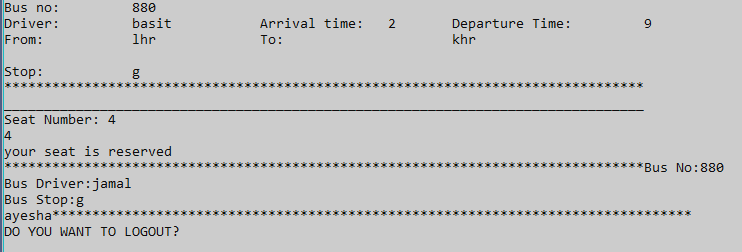 Bus no: 880
Driver: basit Arrival time: 2 Departure Time: 9
From: lhr To: khr
Stop: g
********************************************************************************
________________________________________________________________________________
Seat Number: 4
4
your seat is reserved
********************************************************************************Bus No:880
Bus Driver:jamal
Bus Stop:g
ayesha********************************************************************************
DO YOU WANT TO LOGOUT?